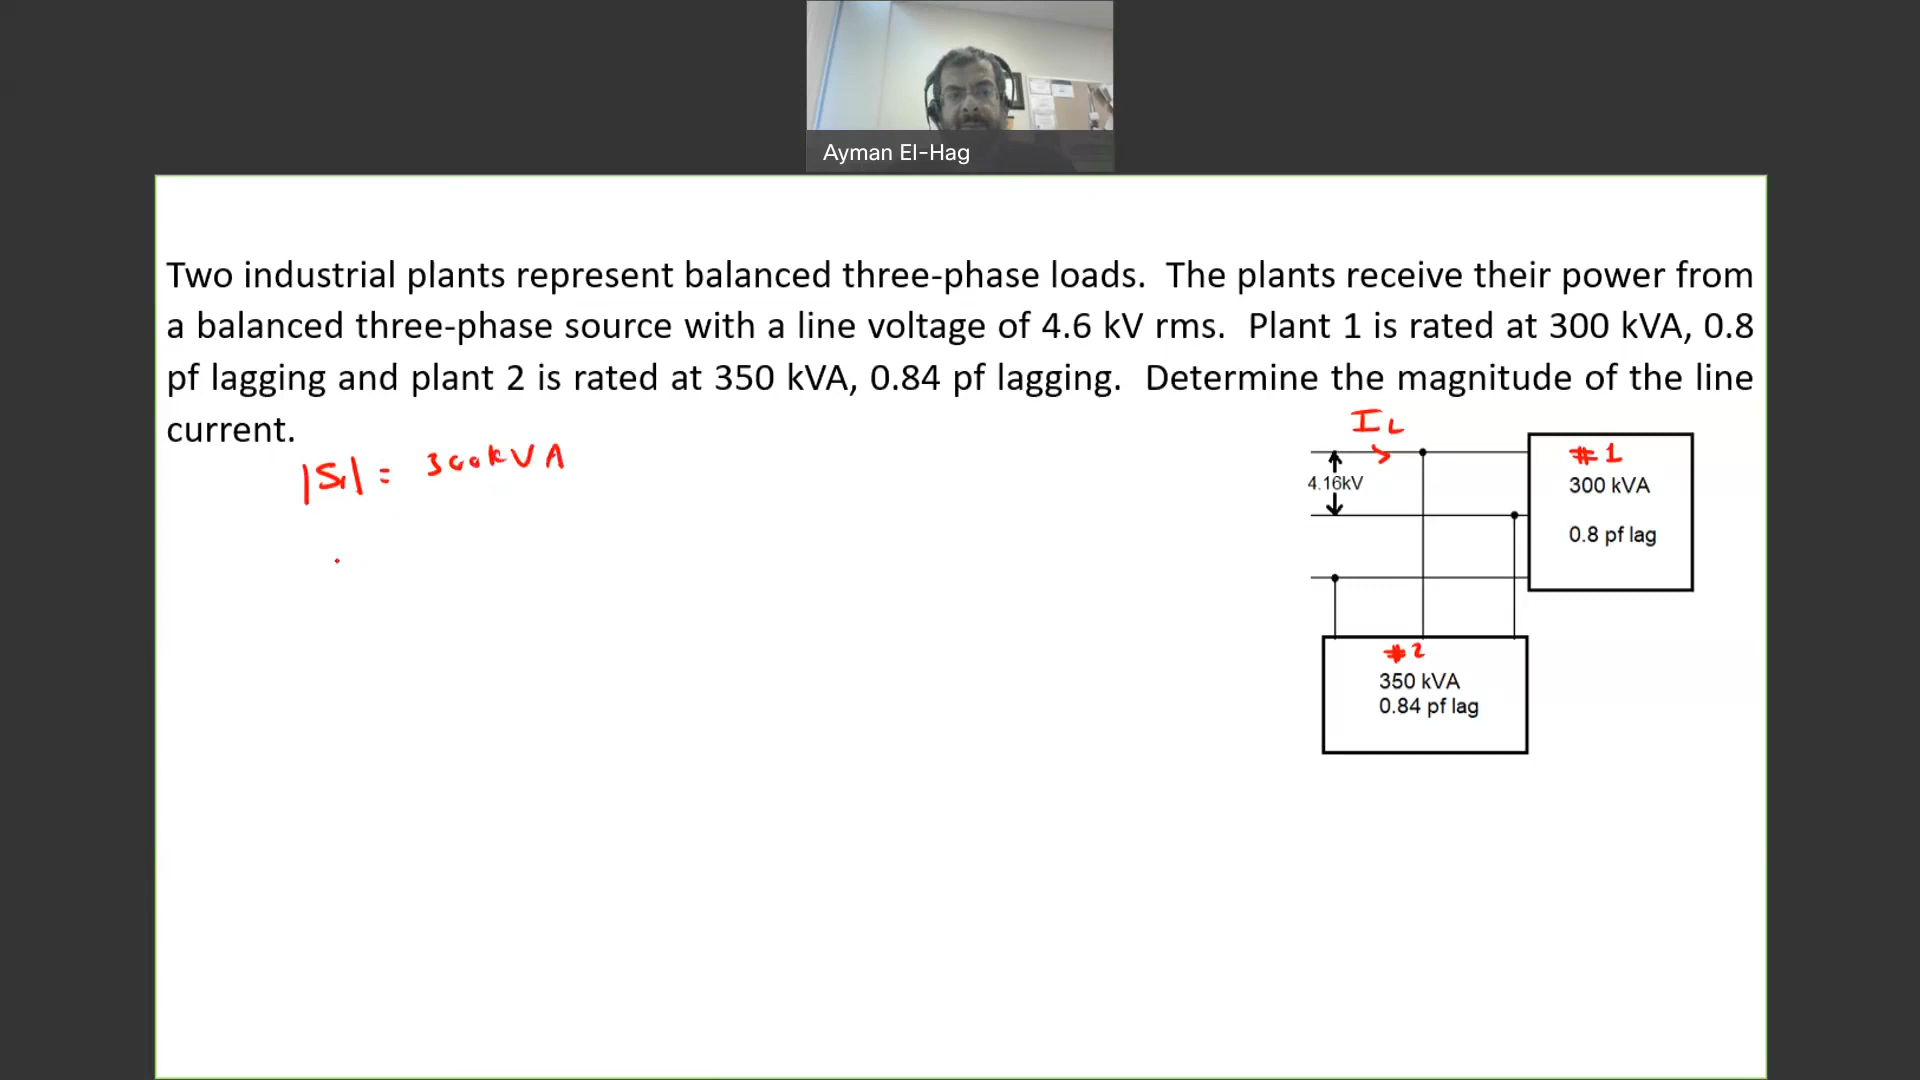 Ayman El-Hag
Two industrial plants represent balanced three-phase loads. The plants receive their power from
a balanced three-phase source with a line voltage of 4.6 kV rms. Plant 1 is rated at 300 kVA, 0.8
pf lagging and plant 2 is rated at 350 kVA, 0.84 pf lagging. Determine the magnitude of the line
current.
|S1| = 300kVA
IL
4.16kV
#1
300 kVA
0.8 pf lag
#2
350 kVA
0.84 pf lag